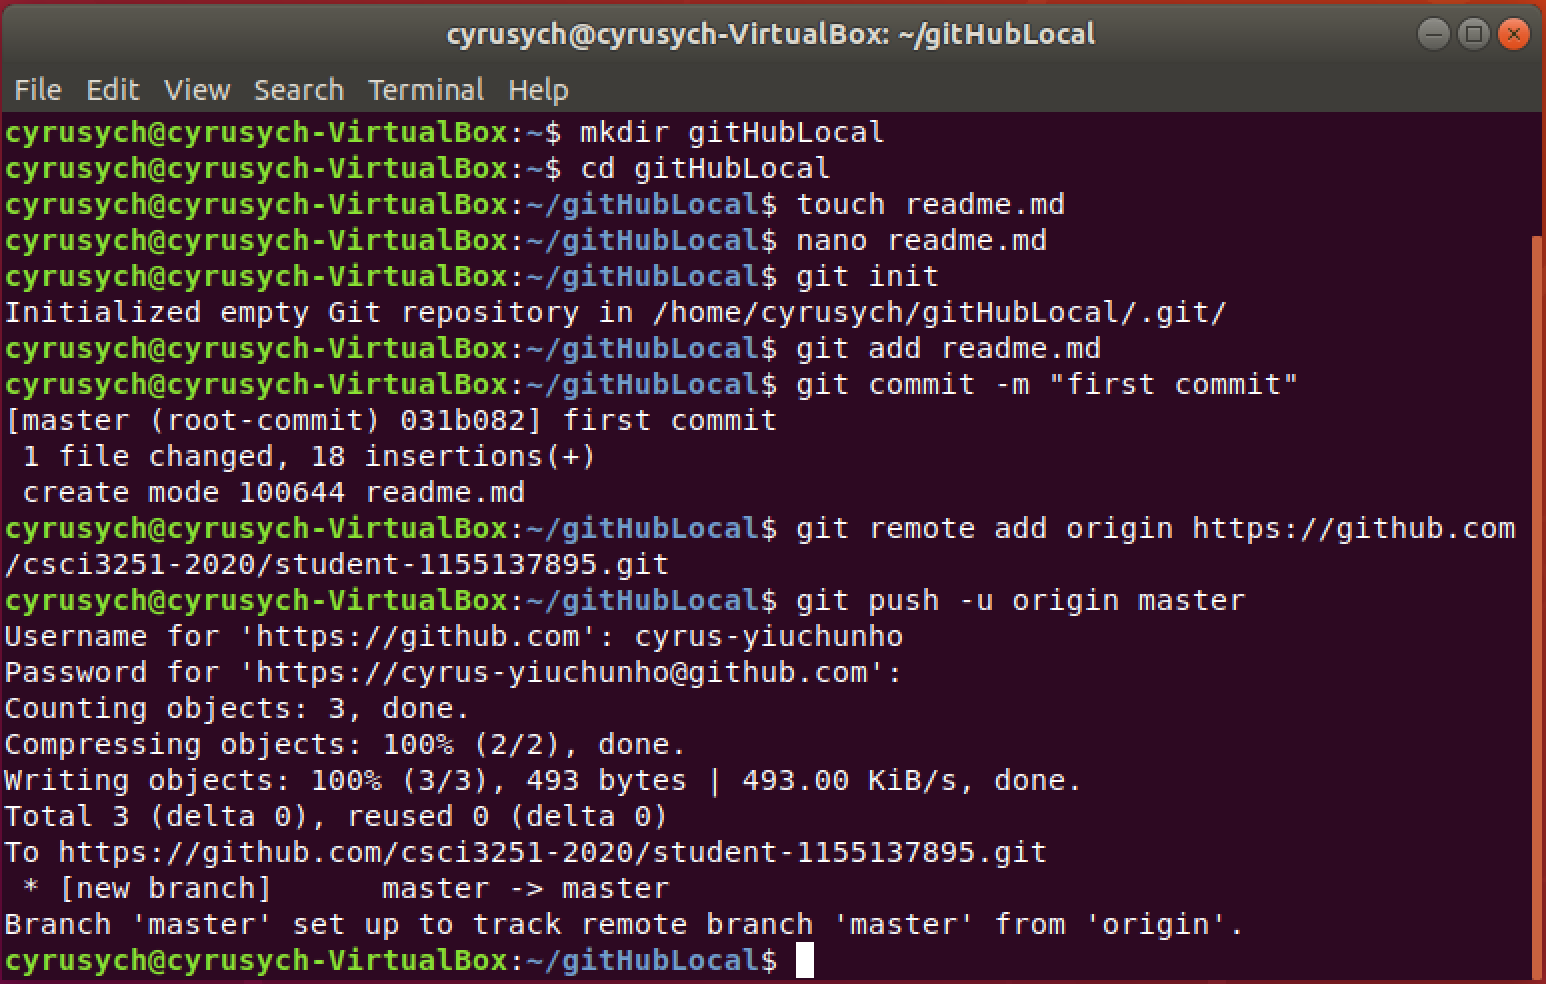 cyrusych@cyrusych-VirtualBox: ~/gitHubLocal
File Edit View Search Terminal Help
cyrusych@cyrusych-VirtualBox:~$ mkdir gitHubLocal
cyrusych@cyrusych-VirtualBox:~$ cd gitHubLocal
cyrusych@cyrusych-VirtualBox:~/gitHubLocal$ touch readme.md
cyrusych@cyrusych-VirtualBox:~/gitHubLocal$ nano readme.md
cyrusych@cyrusych-VirtualBox:~/gitHubLocal$ git init
Initialized empty Git repository in /home/cyrusych/gitHubLocal/.git/
cyrusych@cyrusych-VirtualBox:~/gitHubLocal$ git add readme.md
cyrusych@cyrusych-VirtualBox:~/gitHubLocal$ git commit -m "first commit"
[master (root-commit) 031b082] first commit
 1 file changed, 18 insertions(+)
 create mode 100644 readme.md
cyrusych@cyrusych-VirtualBox:~/gitHubLocal$ git remote add origin https://github.com
/csci3251-2020/student-1155137895.git
cyrusych@cyrusych-VirtualBox:~/gitHubLocal$ git push -u origin master
Username for 'https://github.com': cyrus-yiuchunho
Password for 'https://cyrus-yiuchunho@github.com':
Counting objects: 3, done.
Compressing objects: 100% (2/2), done.
Writing objects: 100% (3/3), 493 bytes | 493.00 KiB/s, done.
Total 3 (delta 0), reused 0 (delta 0)
To https://github.com/csci3251-2020/student-1155137895.git
 * [new branch]      master -> master
Branch 'master' set up to track remote branch 'master' from 'origin'.
cyrusych@cyrusych-VirtualBox:~/gitHubLocal$